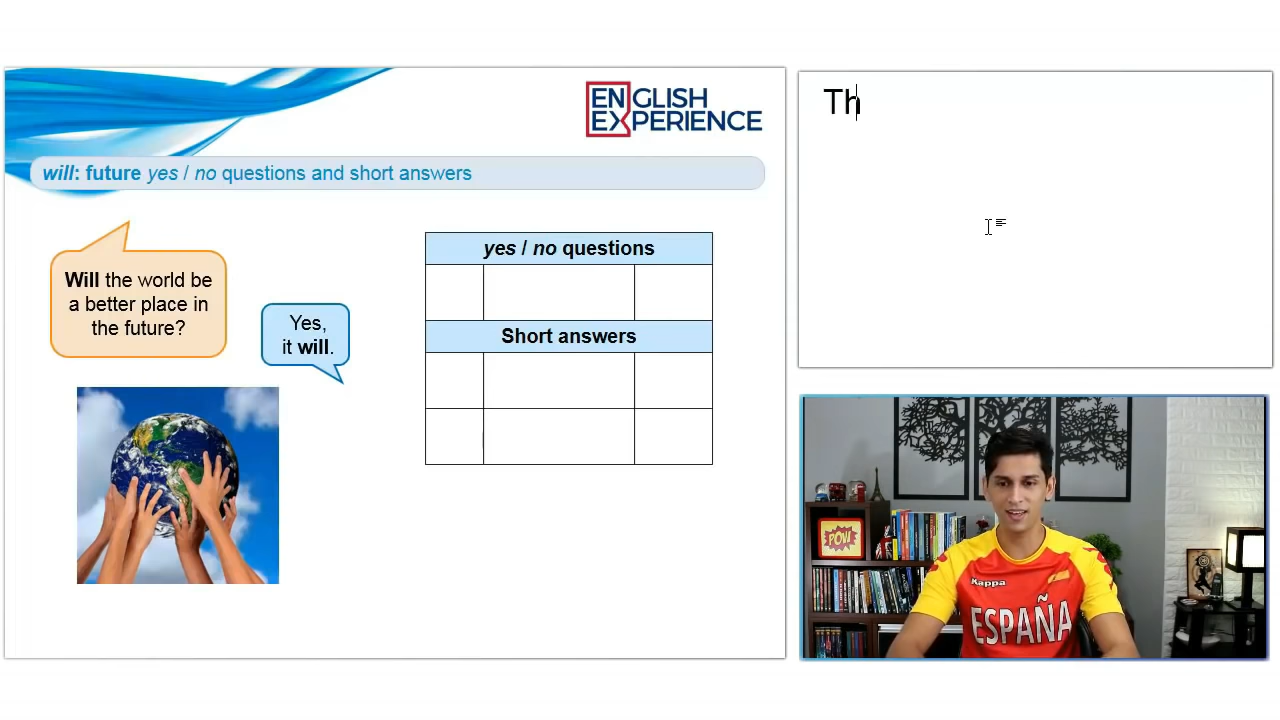 ENGLISH
EXPERIENCE
will: future yes / no questions and short answers
Will the world be
a better place in
the future?
Yes,
it will.
yes / no questions
Short answers
Th
POW!
Kappa
ESPAÑA